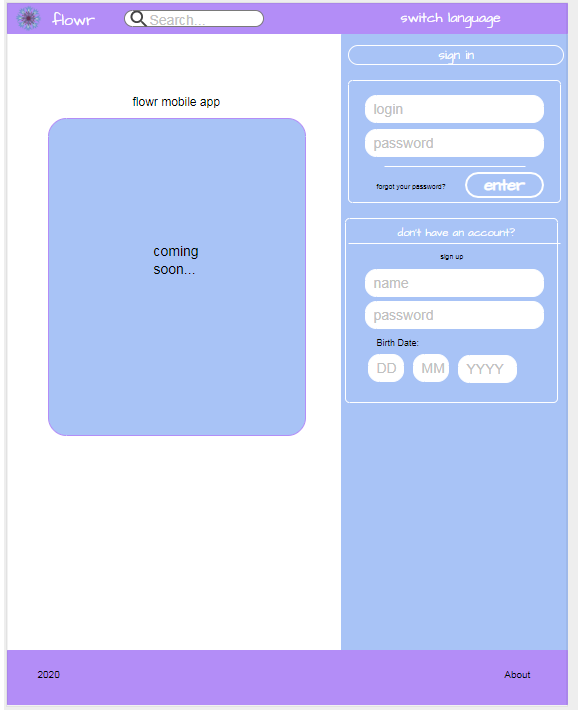 flowr
Search...
switch language
sign in
login
password
forgot your password?
enter
flowr mobile app
coming
soon...
don't have an account?
sign up
name
password
Birth Date:
DD
MM
YYYY
2020
About